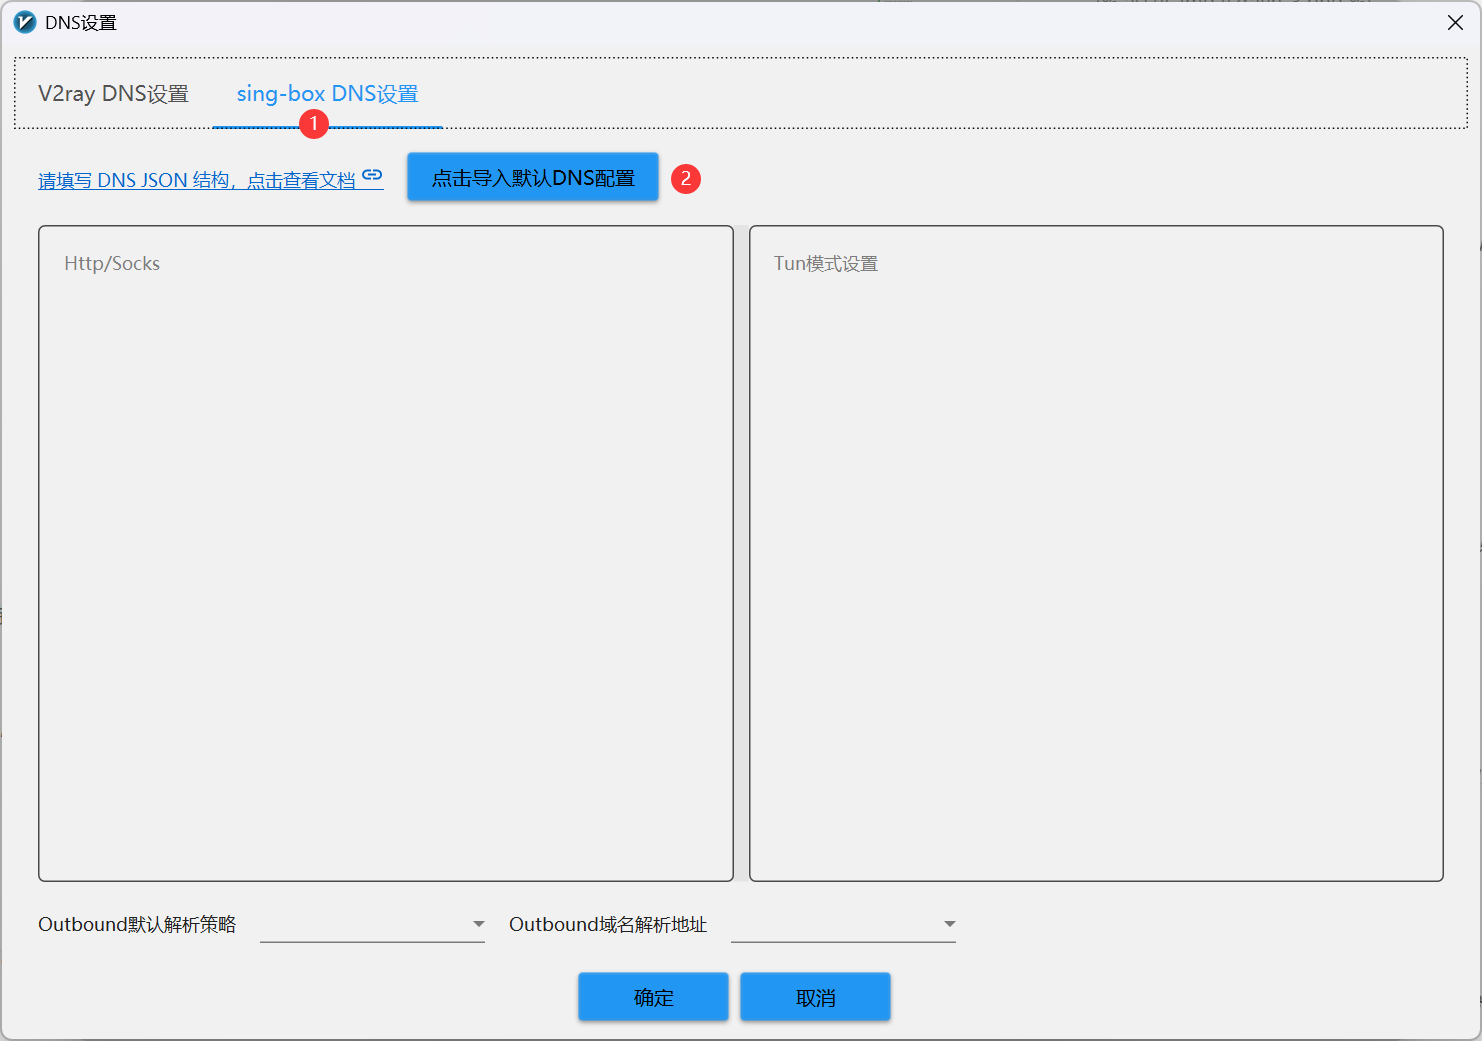 DNS设置
V2ray DNS设置
sing-box DNS设置
1
请填写 DNS JSON 结构，点击查看文档
点击导入默认DNS配置
2
Http/Socks
Tun模式设置
Outbound默认解析策略
Outbound域名解析地址
确定
取消